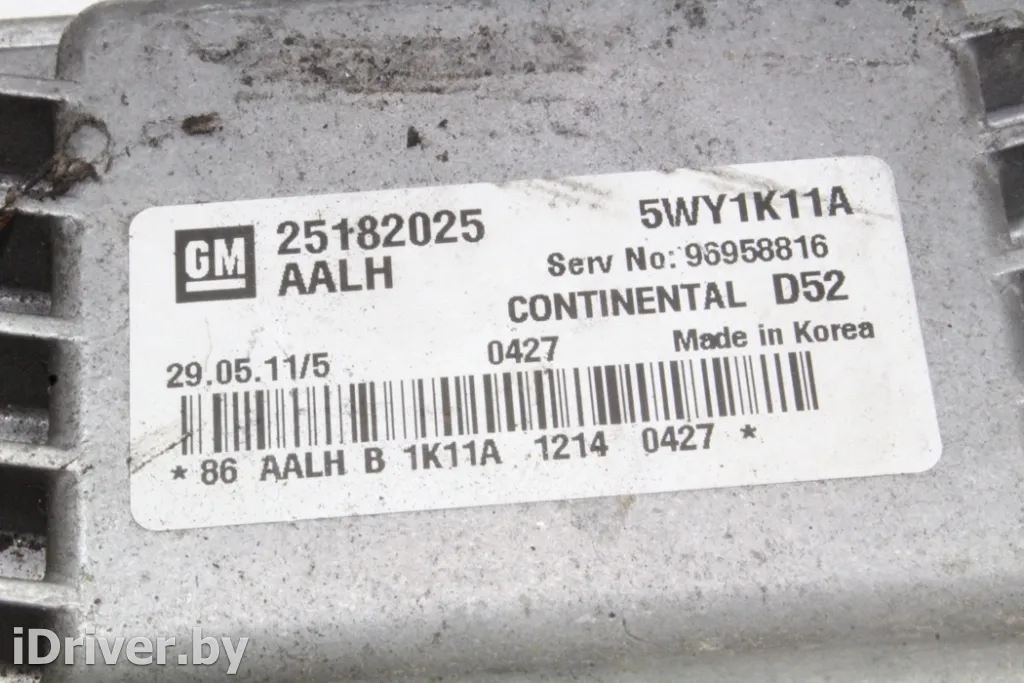 GM 25182025 5WY1K11A
AALH Serv No: 96958816
CONTINENTAL D52
29.05.11/5 0427 Made in Korea
* 86 AALH B 1K11A 1214 0427 *
iDriver.by